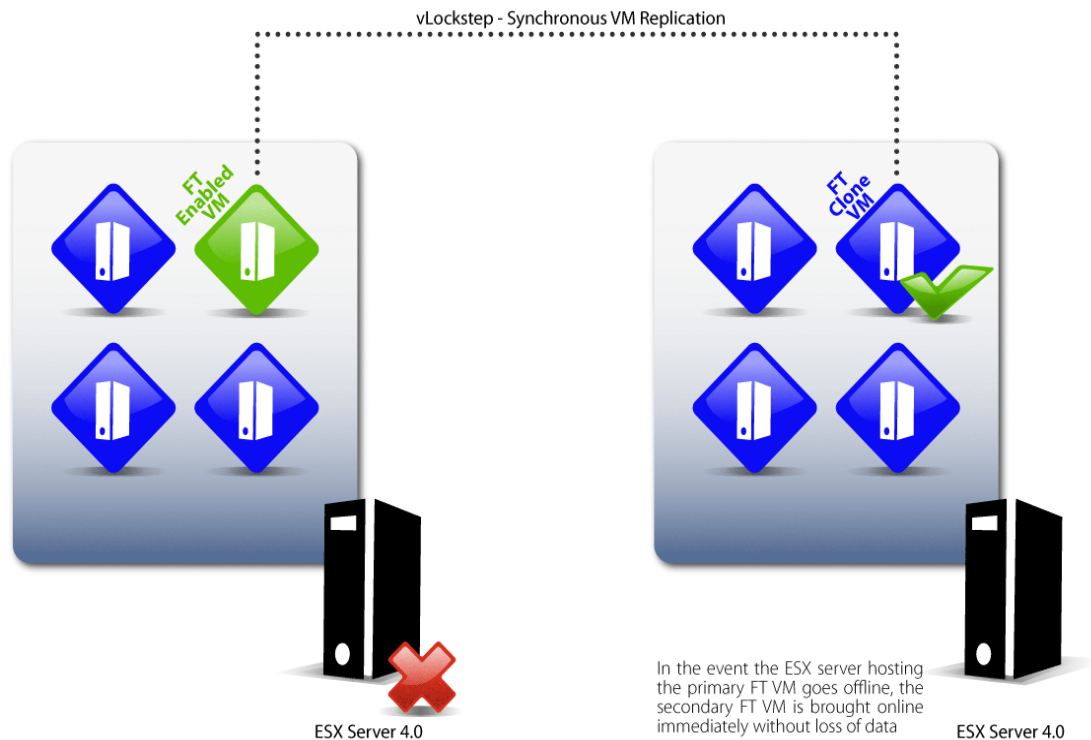 vLockstep - Synchronous VM Replication
FT
Enabled
VM
FT
Clone
VM
In the event the ESX server hosting
the primary FT VM goes offline, the
secondary FT VM is brought online
immediately without loss of data
ESX Server 4.0
ESX Server 4.0